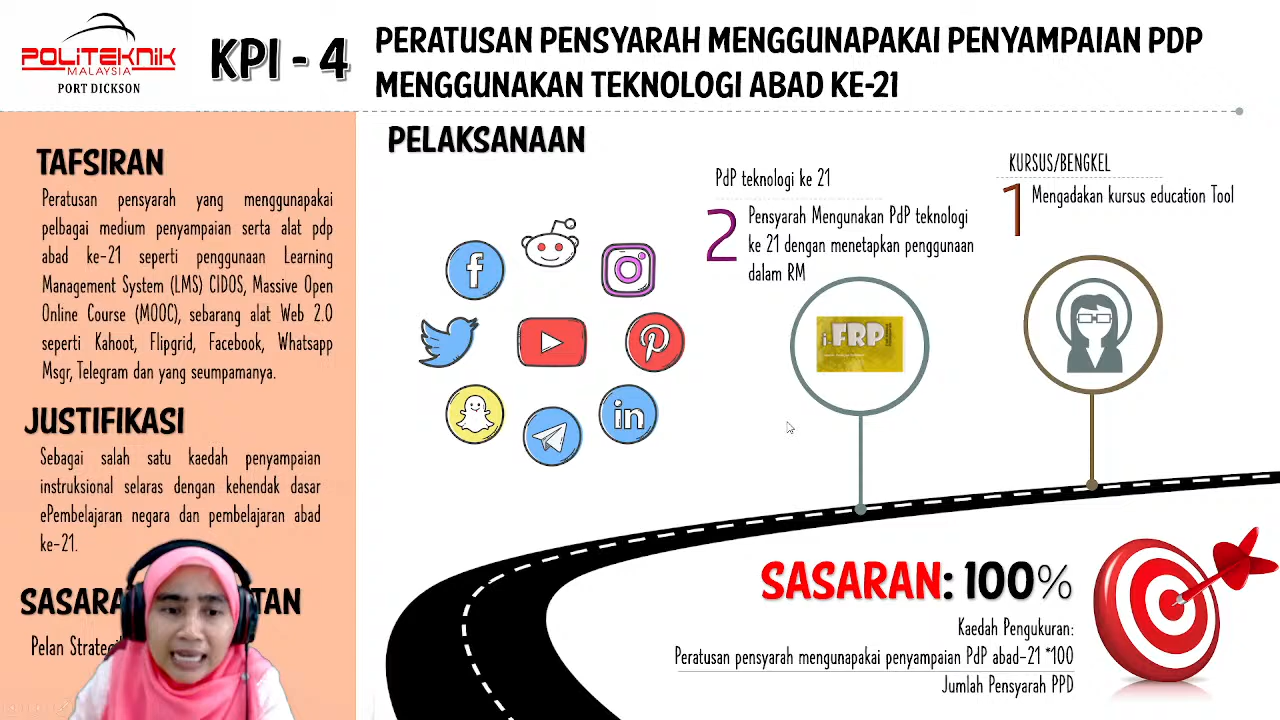 POLITEKNIK
MALAYSIA
PORT DICKSON
KPI - 4
PERATUSAN PENSYARAH MENGGUNAPAKAI PENYAMPAIAN PDP
MENGGUNAKAN TEKNOLOGI ABAD KE-21
TAFSIRAN
Peratusan pensyarah yang menggunapakai
pelbagai medium penyampaian serta alat pdp
abad ke-21 seperti penggunaan Learning
Management System (LMS) CIDOS, Massive Open
Online Course (MOOC), sebarang alat Web 2.0
seperti Kahoot, Flipgrid, Facebook, Whatsapp
Msgr, Telegram dan yang seumpamanya.
JUSTIFIKASI
Sebagai salah satu kaedah penyampaian
instruksional selaras dengan kehendak dasar
ePembelajaran negara dan pembelajaran abad
ke-21.
Pelan
PELAKSANAAN
PdP teknologi ke 21
2
Pensyarah Mengunakan PdP teknologi
ke 21 dengan menetapkan penggunaan
dalam RM
i-FRP
KURSUS/BENGKEL
1
Mengadakan kursus education Tool
SASARAN: 100%
Kaedah Pengukuran:
Peratusan pensyarah mengunapakai penyampaian PdP abad-21 *100
Jumlah Pensyarah PPD